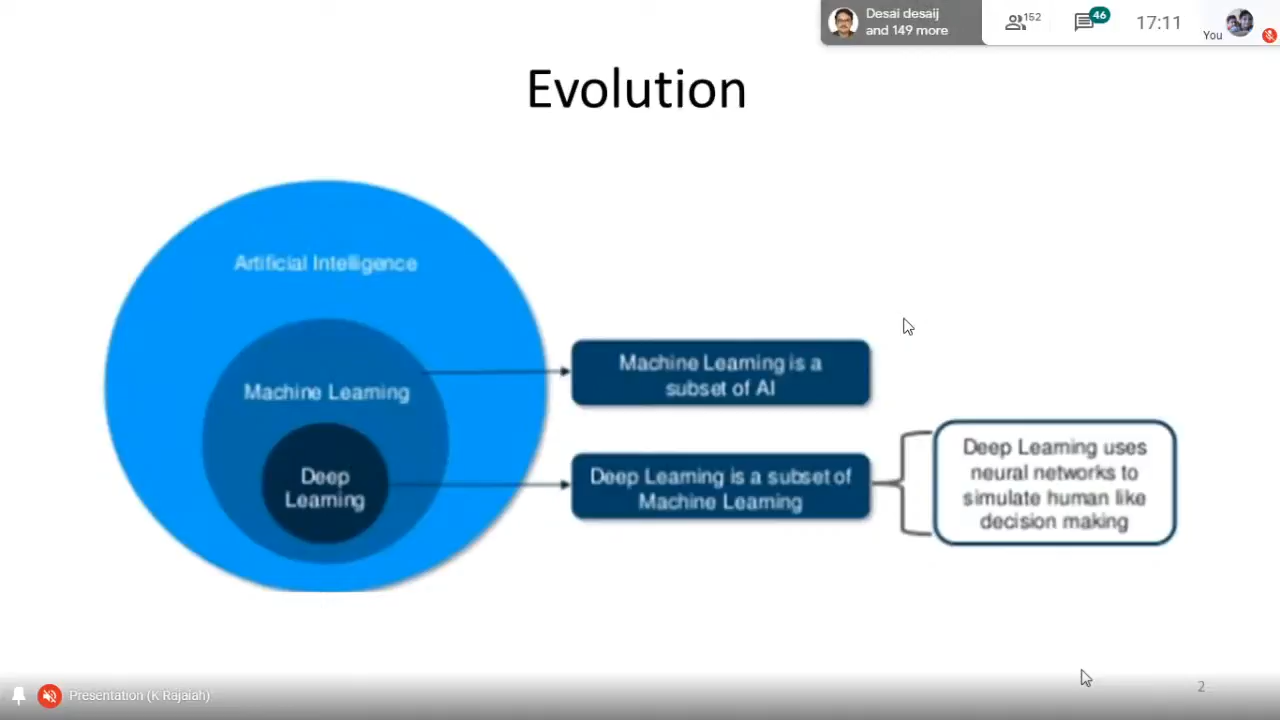 Desai desaij
and 149 more
152
46
17:11
You
Evolution
Artificial Intelligence
Machine Learning
Deep
Learning
Machine Learning is a
subset of AI
Deep Learning is a subset of
Machine Learning
Deep Learning uses
neural networks to
simulate human like
decision making
Presentation (K Rajaiah)
2